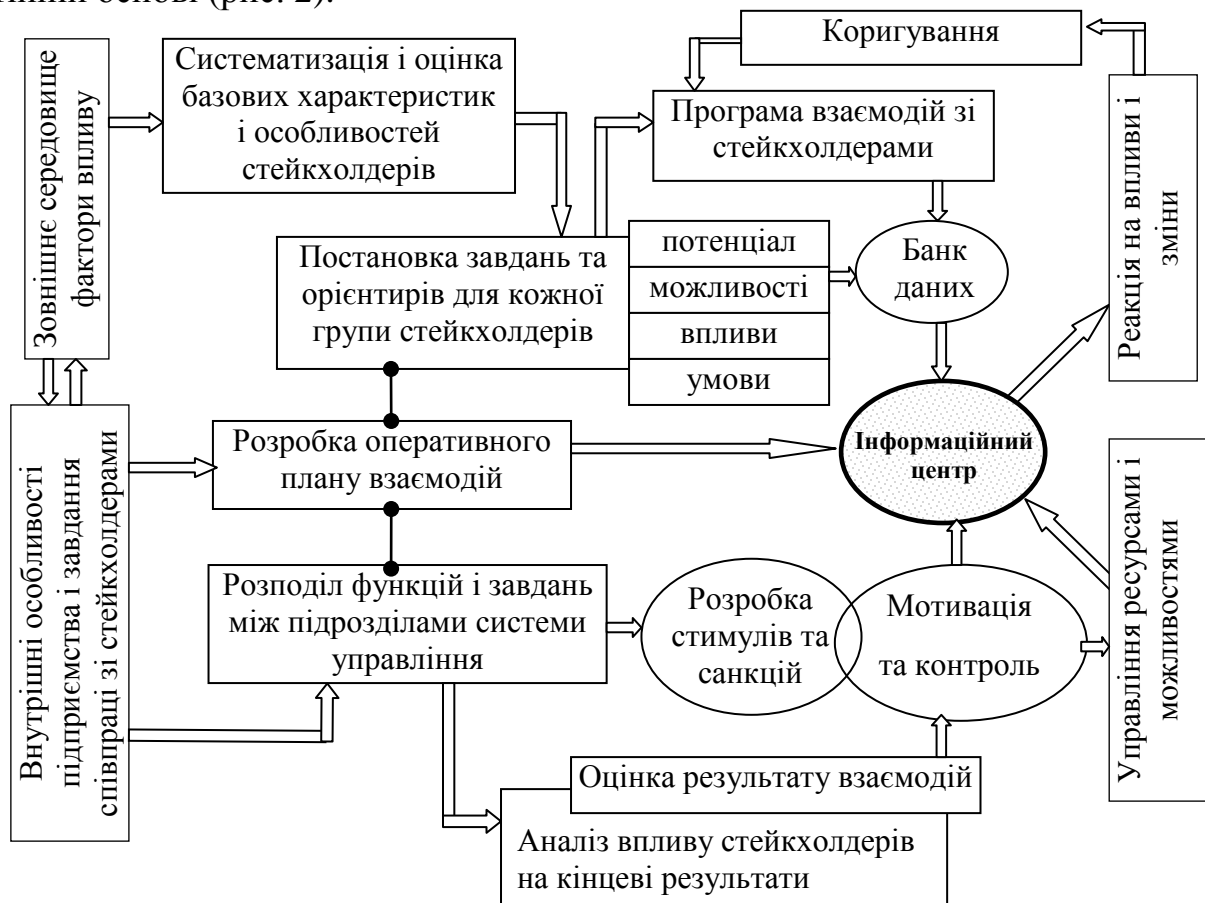 основі (рис. 2).
Зовнішнє середовище
фактори впливу
Систематизація і оцінка
базових характеристик
і особливостей
стейкхолдерів
Коригування
Програма взаємодій зі
стейкхолдерами
Реакція на впливи і
зміни
Постановка завдань та
орієнтирів для кожної
групи стейкхолдерів
потенціал
можливості
впливи
умови
Банк
даних
Внутрішні особливості
підприємства і завдання
співпраці зі стейкхолдерами
Розробка оперативного
плану взаємодій
Інформаційний
центр
Розподіл функцій і завдань
між підрозділами системи
управління
Розробка
стимулів та
санкцій
Мотивація
та контроль
Управління ресурсами і
можливостями
Оцінка результату взаємодій
Аналіз впливу стейкхолдерів
на кінцеві результати